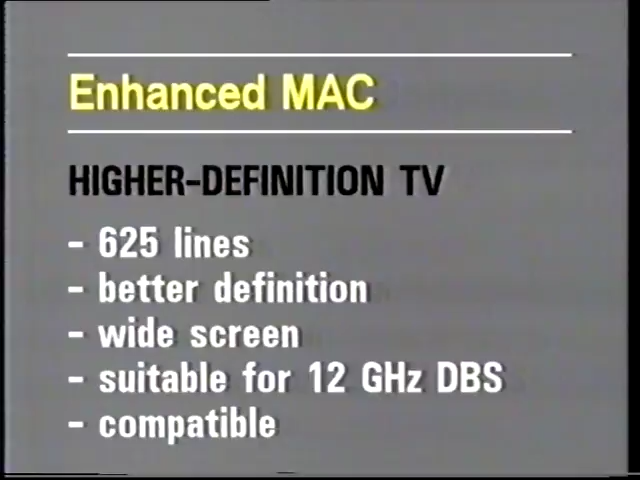 Enhanced MAC
HIGHER-DEFINITION TV
- 625 lines
- better definition
- wide screen
- suitable for 12 GHz DBS
- compatible